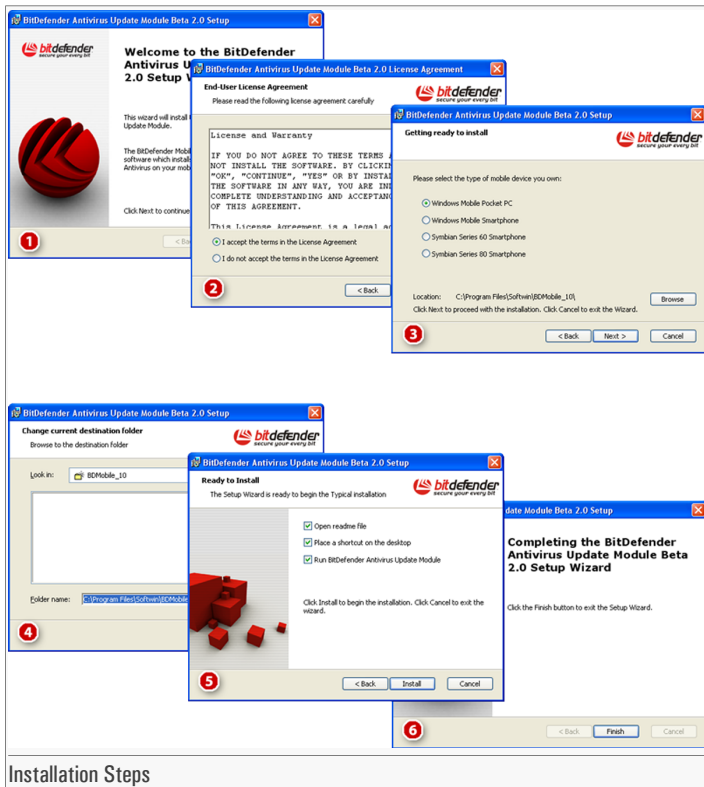 BitDefender Antivirus Update Module Beta 2.0 Setup
bitdefender
secure your every bit
Welcome to the BitDefender
Antivirus U
2.0 Setup
This wizard will install
Update Module.
The BitDefender Mobil
software which installs
Antivirus on your mob
Click Next to continue
< Ba
1
BitDefender Antivirus Update Module Beta 2.0 License Agreement
End-User License Agreement
Please read the following license agreement carefully
bitdefender
secure your every bit
License and Warranty
IF YOU DO NOT AGREE TO THESE TERMS
NOT INSTALL THE SOFTWARE. BY CLICKIN
"OK", "CONTINUE", "YES" OR BY INSTAL
THE SOFTWARE IN ANY WAY, YOU ARE IND
COMPLETE UNDERSTANDING AND ACCEPTANC
OF THIS AGREEMENT.
This License Agreement is a legal ag
I accept the terms in the License Agreement
I do not accept the terms in the License Agreement
< Back
2
BitDefender Antivirus Update Module Beta 2.0 Setup
Getting ready to install
bitdefender
secure your every bit
Please select the type of mobile device you own:
Windows Mobile Pocket PC
Windows Mobile Smartphone
Symbian Series 60 Smartphone
Symbian Series 80 Smartphone
Location: C:\Program Files\Softwin\BDMobile_10\
Browse
Click Next to proceed with the installation. Click Cancel to exit the Wizard.
< Back Next > Cancel
3
BitDefender Antivirus Update Module Beta 2.0 Setup
Change current destination folder
Browse to the destination folder
bitdefender
secure your every bit
Look in: BDMobile_10
Folder name: C:\Program Files\Softwin\BDMobile
4
BitDefender Antivirus Update Module Beta 2.0 Setup
Ready to Install
The Setup Wizard is ready to begin the Typical installation
bitdefender
secure your every bit
Open readme file
Place a shortcut on the desktop
Run BitDefender Antivirus Update Module
Click Install to begin the installation. Click Cancel to exit the
wizard.
< Back Install Cancel
5
date Module Beta 2.0 Setup
Completing the BitDefender
Antivirus Update Module Beta
2.0 Setup Wizard
Click the Finish button to exit the Setup Wizard.
< Back Finish Cancel
6
Installation Steps